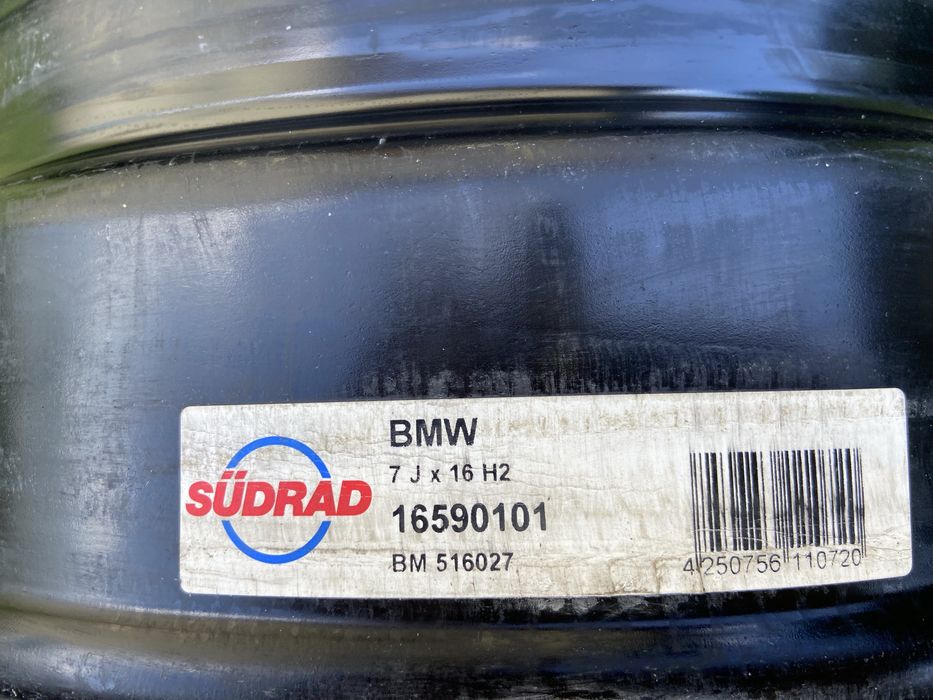 SÜDRAD
BMW
7 J x 16 H2
16590101
BM 516027
4 250756 110720